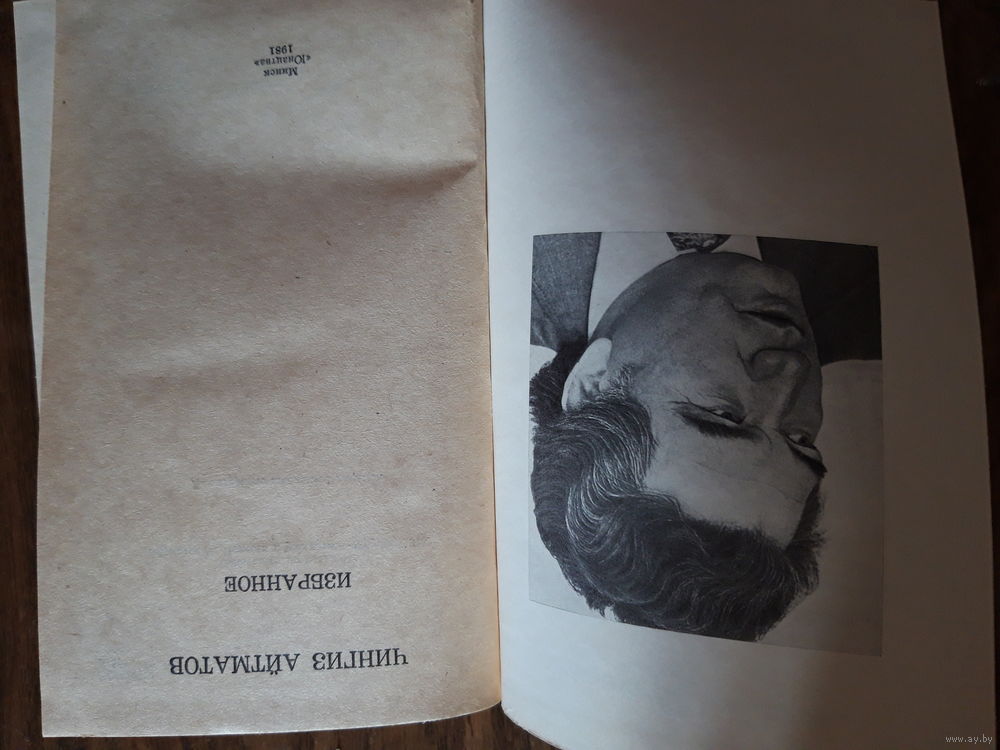 ЧИНГИЗ АЙТМАТОВ
ИЗБРАННОЕ
Минск
«Юнацтва»
1981
www.ay.by